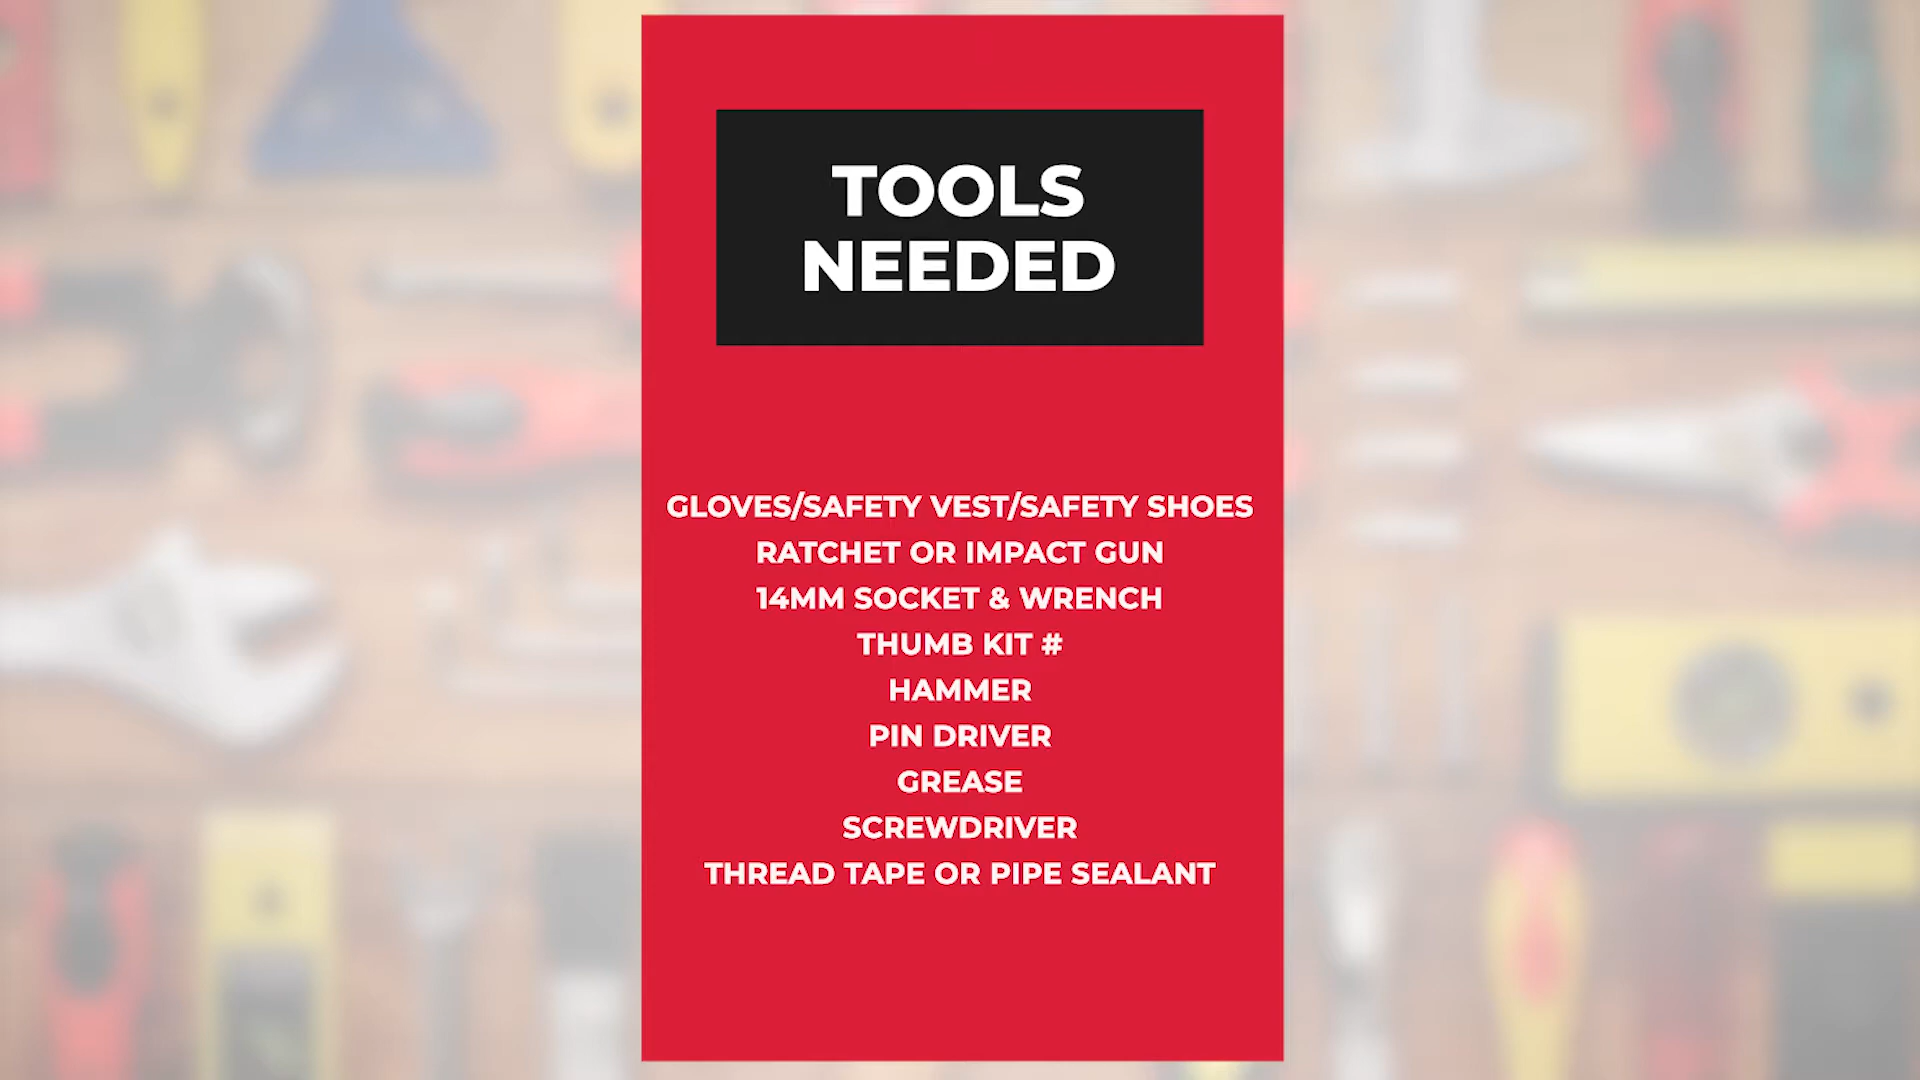 TOOLS
NEEDED
GLOVES/SAFETY VEST/SAFETY SHOES
RATCHET OR IMPACT GUN
14MM SOCKET & WRENCH
THUMB KIT #
HAMMER
PIN DRIVER
GREASE
SCREWDRIVER
THREAD TAPE OR PIPE SEALANT